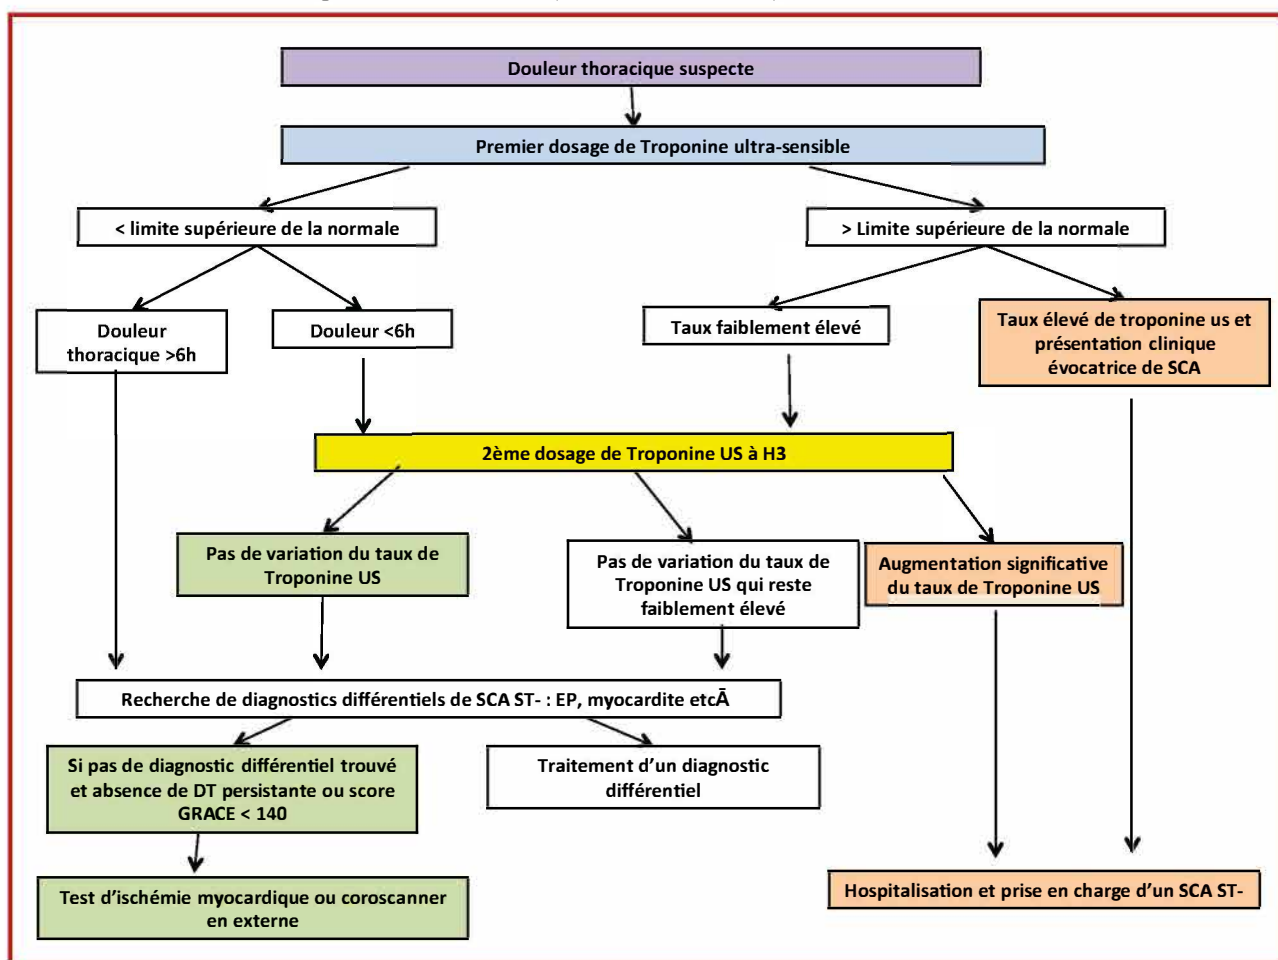 Douleur thoracique suspecte
Premier dosage de Troponine ultra-sensible
< limite supérieure de la normale
> Limite supérieure de la normale
Douleur
thoracique >6h
Douleur <6h
Taux faiblement élevé
Taux élevé de troponine us et
présentation clinique
évocatrice de SCA
2ème dosage de Troponine US à H3
Pas de variation du taux de
Troponine US
Pas de variation du taux de
Troponine US qui reste
faiblement élevé
Augmentation significative
du taux de Troponine US
Recherche de diagnostics différentiels de SCA ST- : EP, myocardite etcĀ
Si pas de diagnostic différentiel trouvé
et absence de DT persistante ou score
GRACE < 140
Traitement d’un diagnostic
différentiel
Test d’ischémie myocardique ou coroscanner
en externe
Hospitalisation et prise en charge d’un SCA ST-